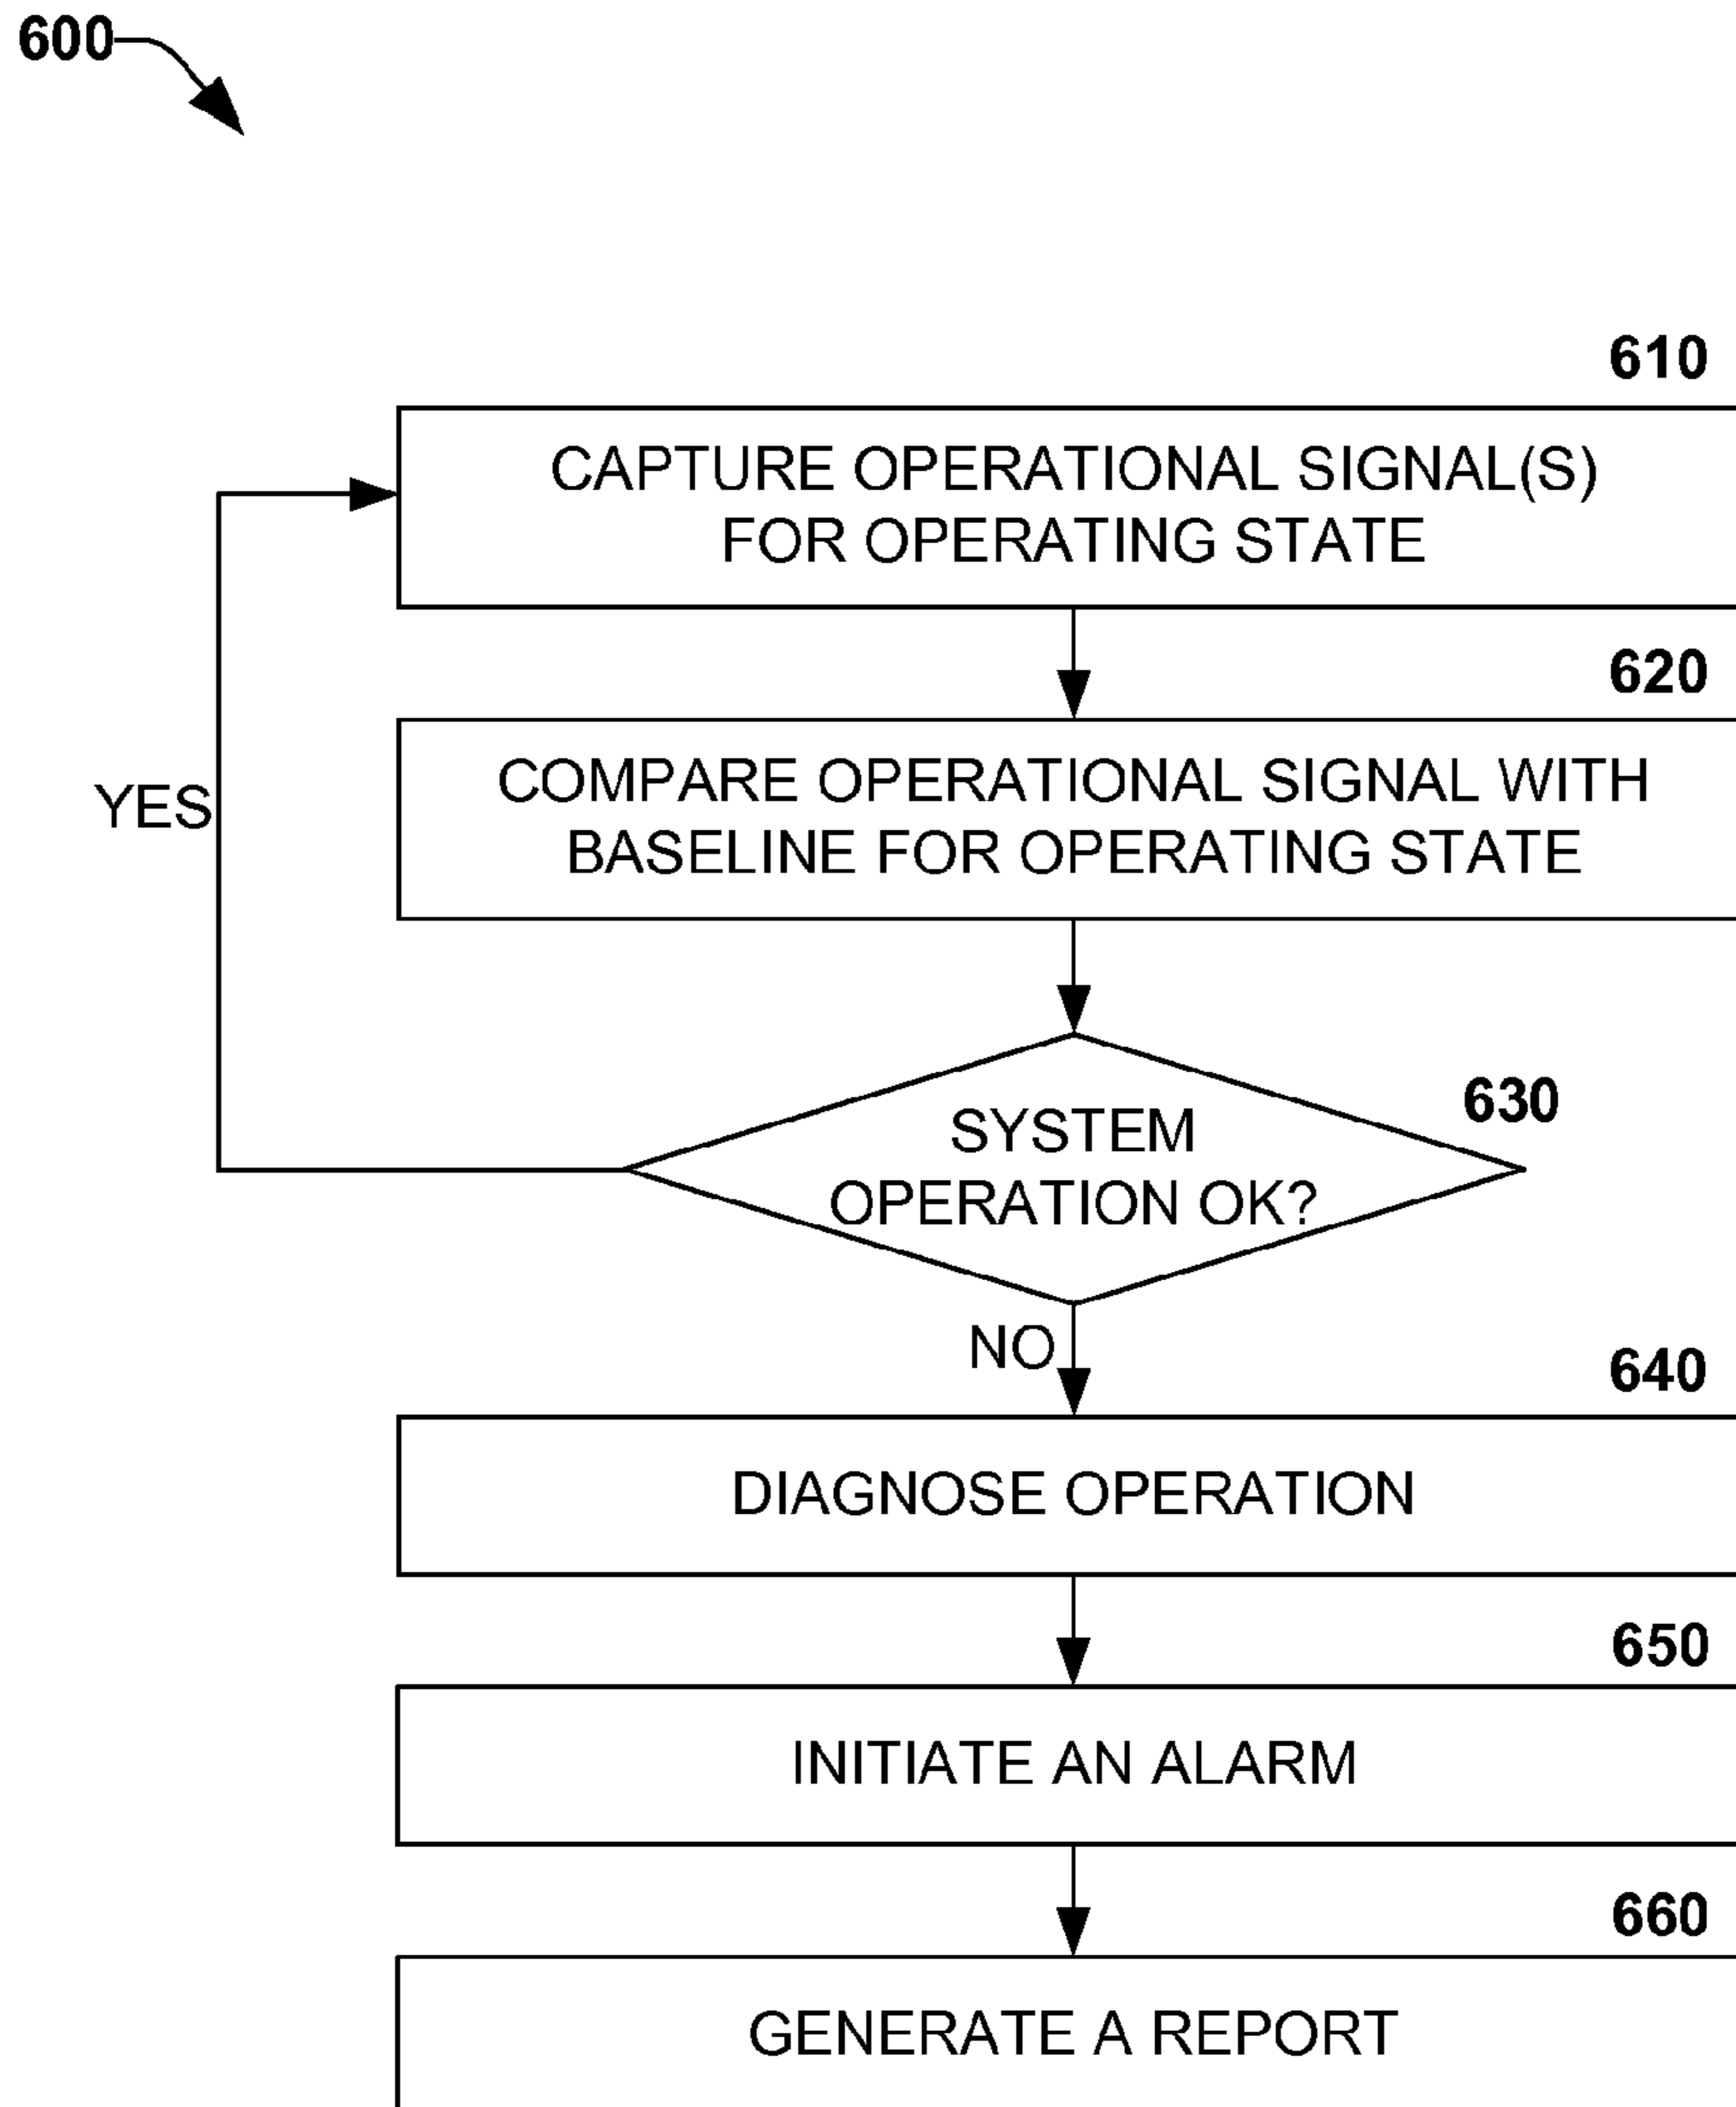 600
610
CAPTURE OPERATIONAL SIGNAL(S)
FOR OPERATING STATE
620
COMPARE OPERATIONAL SIGNAL WITH
BASELINE FOR OPERATING STATE
YES
630
SYSTEM
OPERATION OK?
NO
640
DIAGNOSE OPERATION
650
INITIATE AN ALARM
660
GENERATE A REPORT